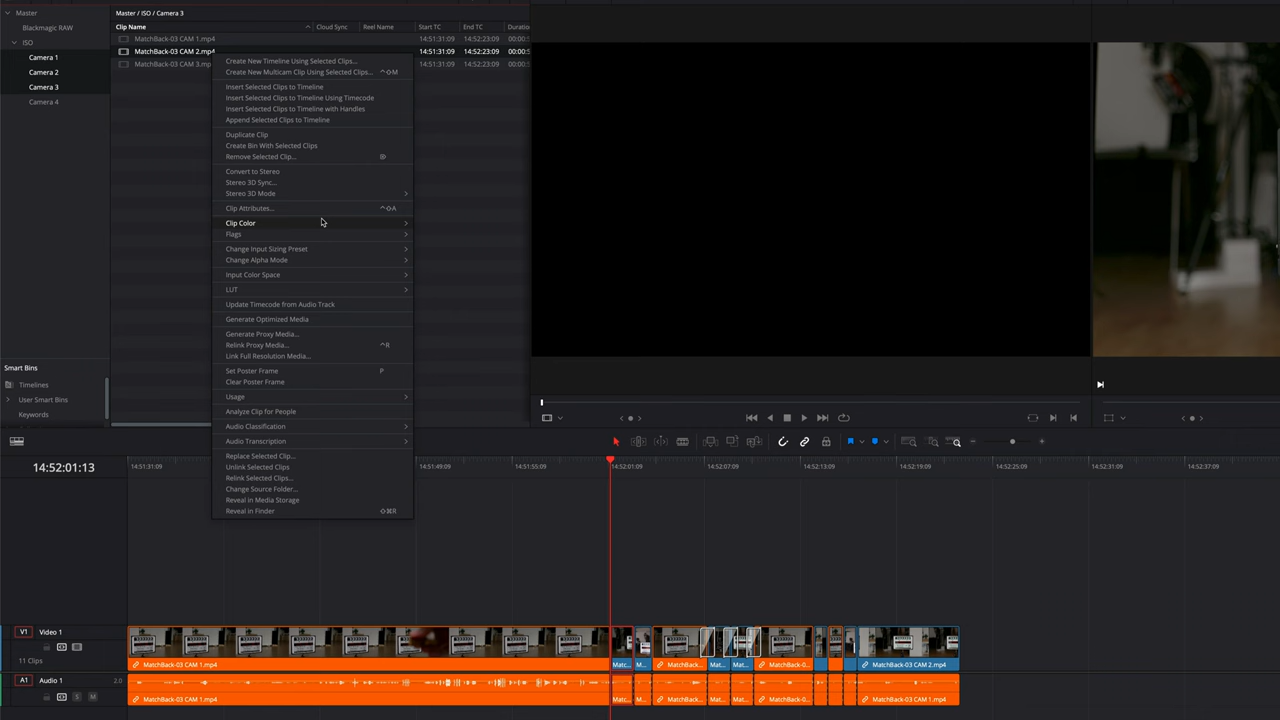 Master
Blackmagic RAW
ISO
Camera 1
Camera 2
Camera 3
Camera 4
Master / ISO / Camera 3
Clip Name Cloud Sync Reel Name Start TC End TC Duratio
MatchBack-03 CAM 1.mp4 14:51:31:09 14:52:23:09 00:00:5
MatchBack-03 CAM 2.mp4 14:51:31:09 14:52:23:09 00:00:5
MatchBack-03 CAM 3.mp 14:51:31:09 14:52:23:09 00:00:5
Create New Timeline Using Selected Clips...
Create New Multicam Clip Using Selected Clips... ^⇧M
Insert Selected Clips to Timeline
Insert Selected Clips to Timeline Using Timecode
Insert Selected Clips to Timeline with Handles
Append Selected Clips to Timeline
Duplicate Clip
Create Bin With Selected Clips
Remove Selected Clip...
Convert to Stereo
Stereo 3D Sync...
Stereo 3D Mode
Clip Attributes... ^⇧A
Clip Color
Flags
Change Input Sizing Preset
Change Alpha Mode
Input Color Space
LUT
Update Timecode from Audio Track
Generate Optimized Media
Generate Proxy Media...
Relink Proxy Media... ^R
Link Full Resolution Media...
Set Poster Frame P
Clear Poster Frame
Usage
Analyze Clip for People
Audio Classification
Audio Transcription
Replace Selected Clip...
Unlink Selected Clips
Relink Selected Clips...
Change Source Folder...
Reveal in Media Storage
Reveal in Finder ⇧⌘R
Smart Bins
Timelines
User Smart Bins
Keywords
14:52:01:13
14:51:31:09 14:51:49:09 14:51:55:09 14:52:01:09 14:52:07:09 14:52:13:09 14:52:19:09 14:52:25:09 14:52:31:09 14:52:37:09
V1 Video 1
11 Clips
MatchBack-03 CAM 1.mp4 Matc... M... MatchBack... Mat... Mat... MatchBack-0... MatchBack-03 CAM 2.mp4
A1 Audio 1 2.0
S M
MatchBack-03 CAM 1.mp4 Matc... M... MatchBack... Mat... Mat... MatchBack-0... MatchBack-03 CAM 1.mp4